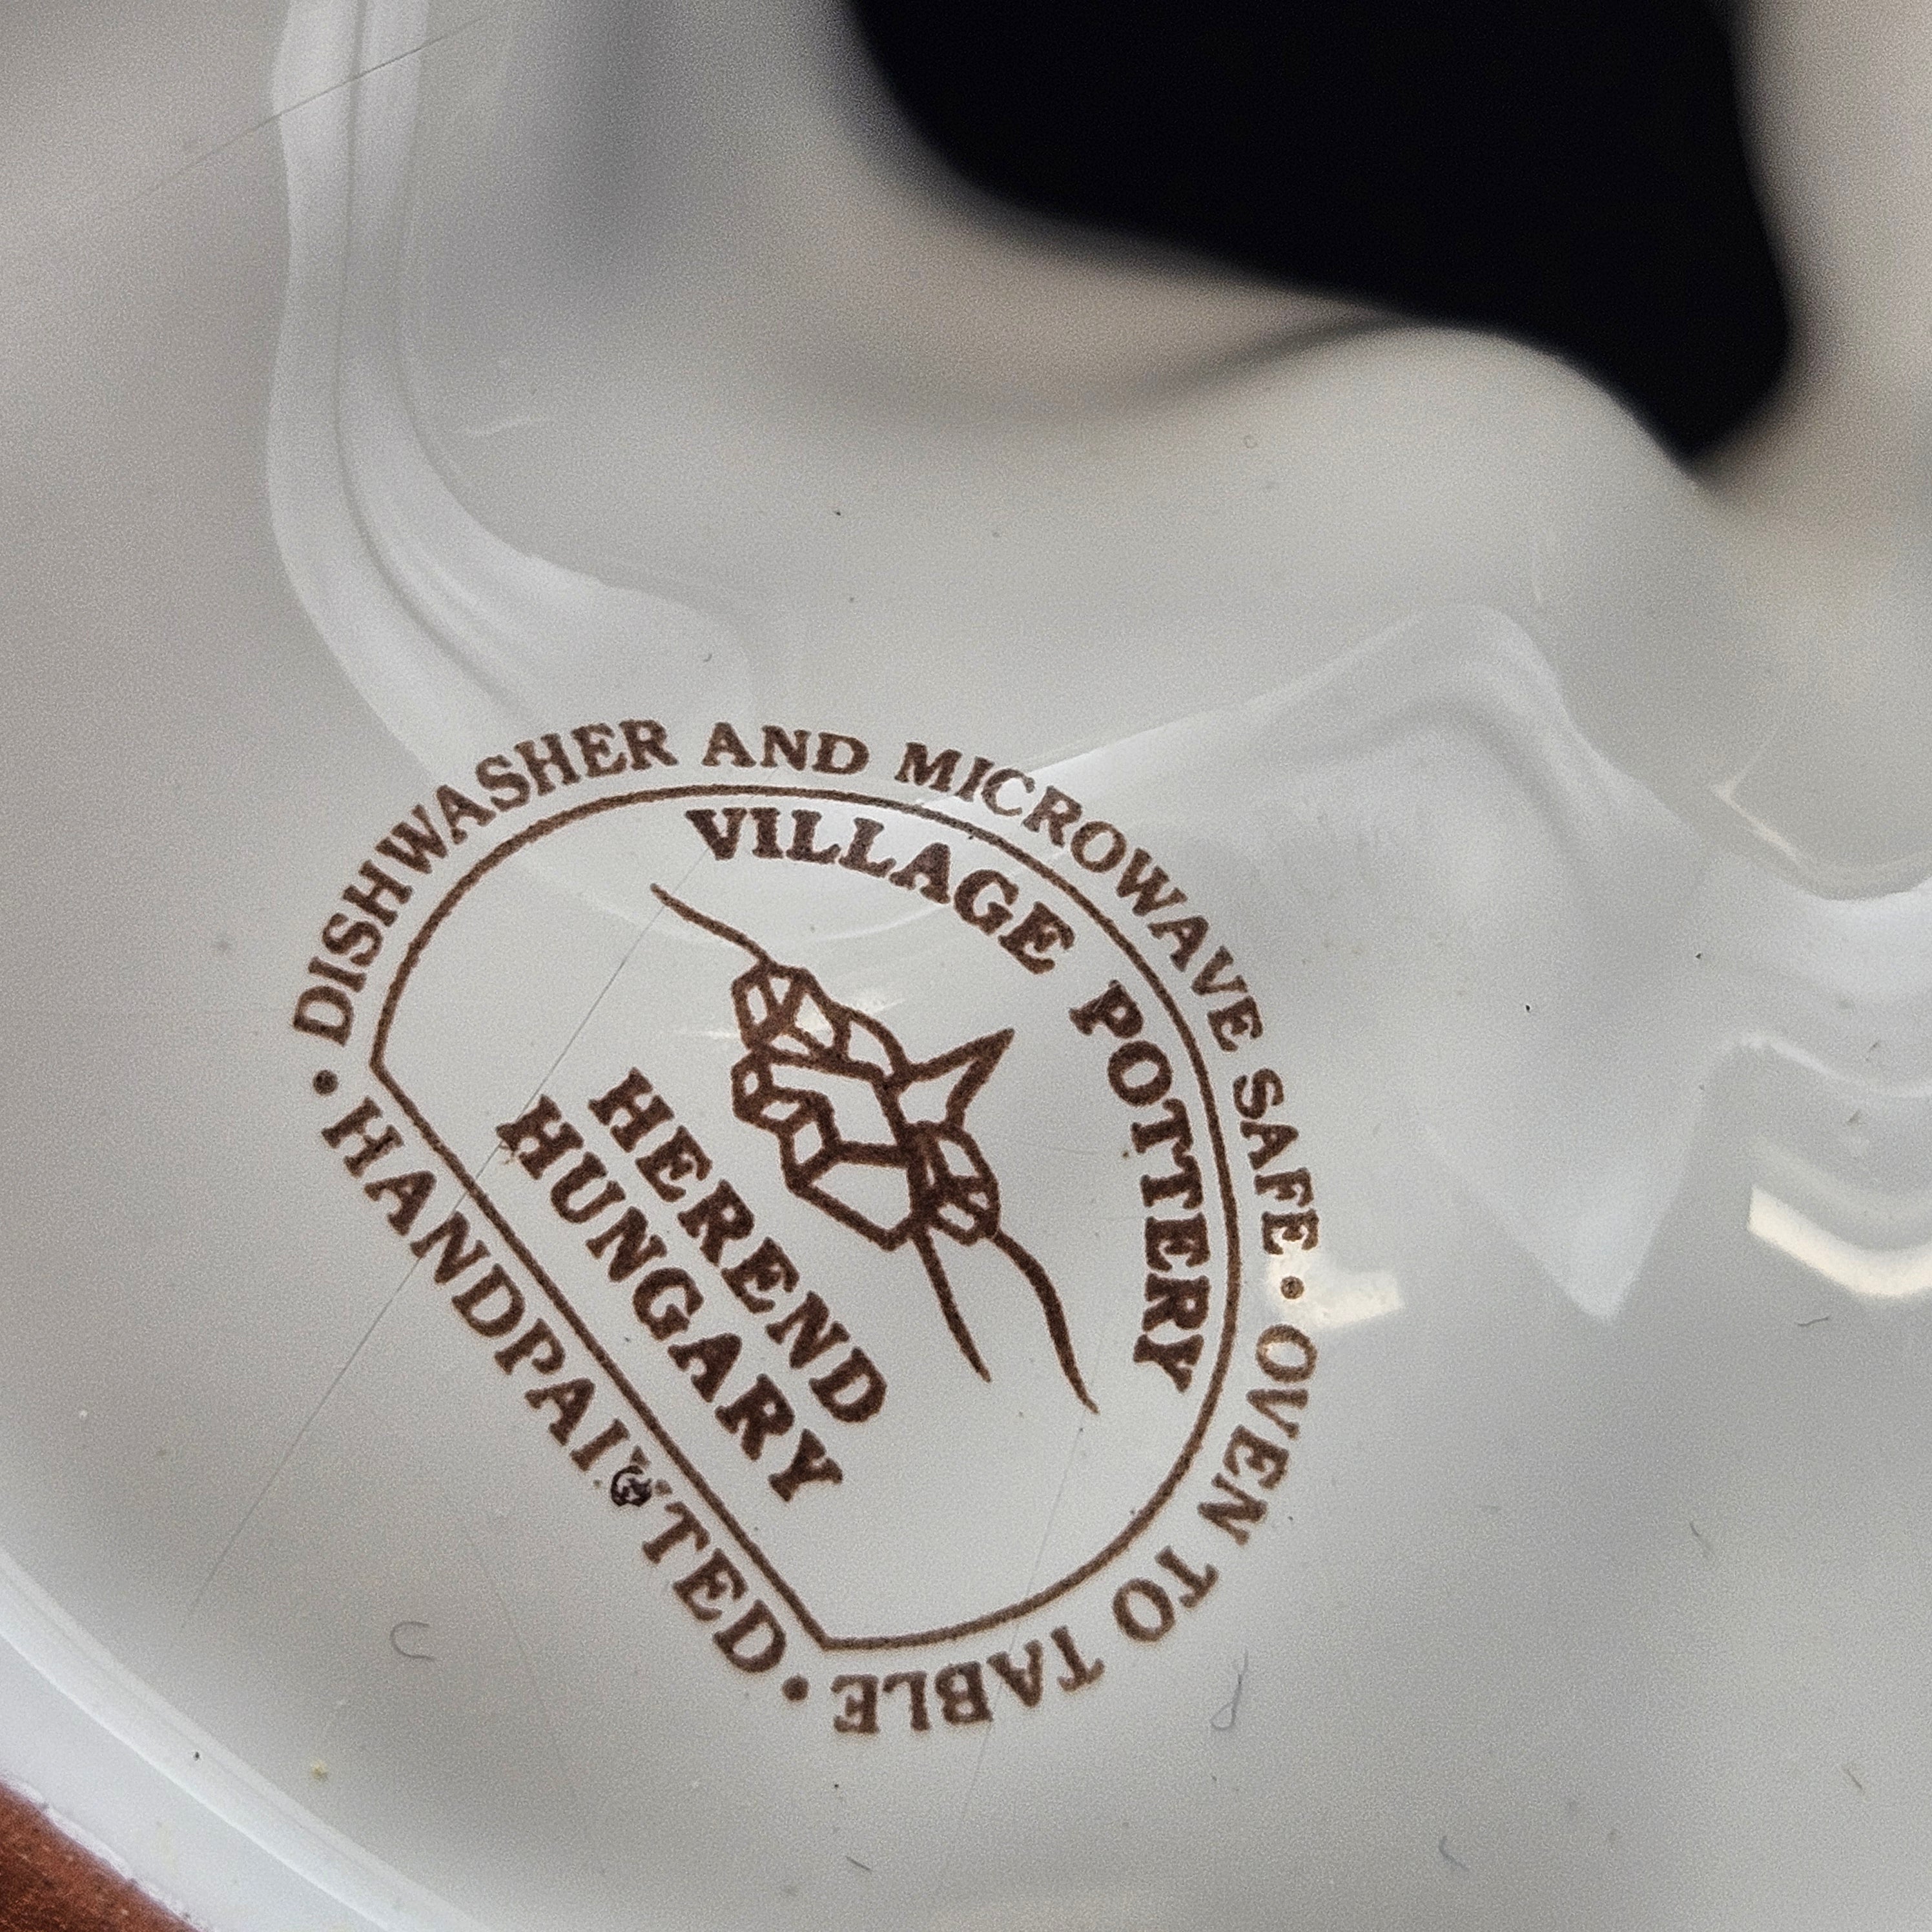 DISHWASHER AND MICROWAVE SAFE • OVEN TO TABLE •
VILLAGE POTTERY
HEREND
HUNGARY
HANDPAINTED •